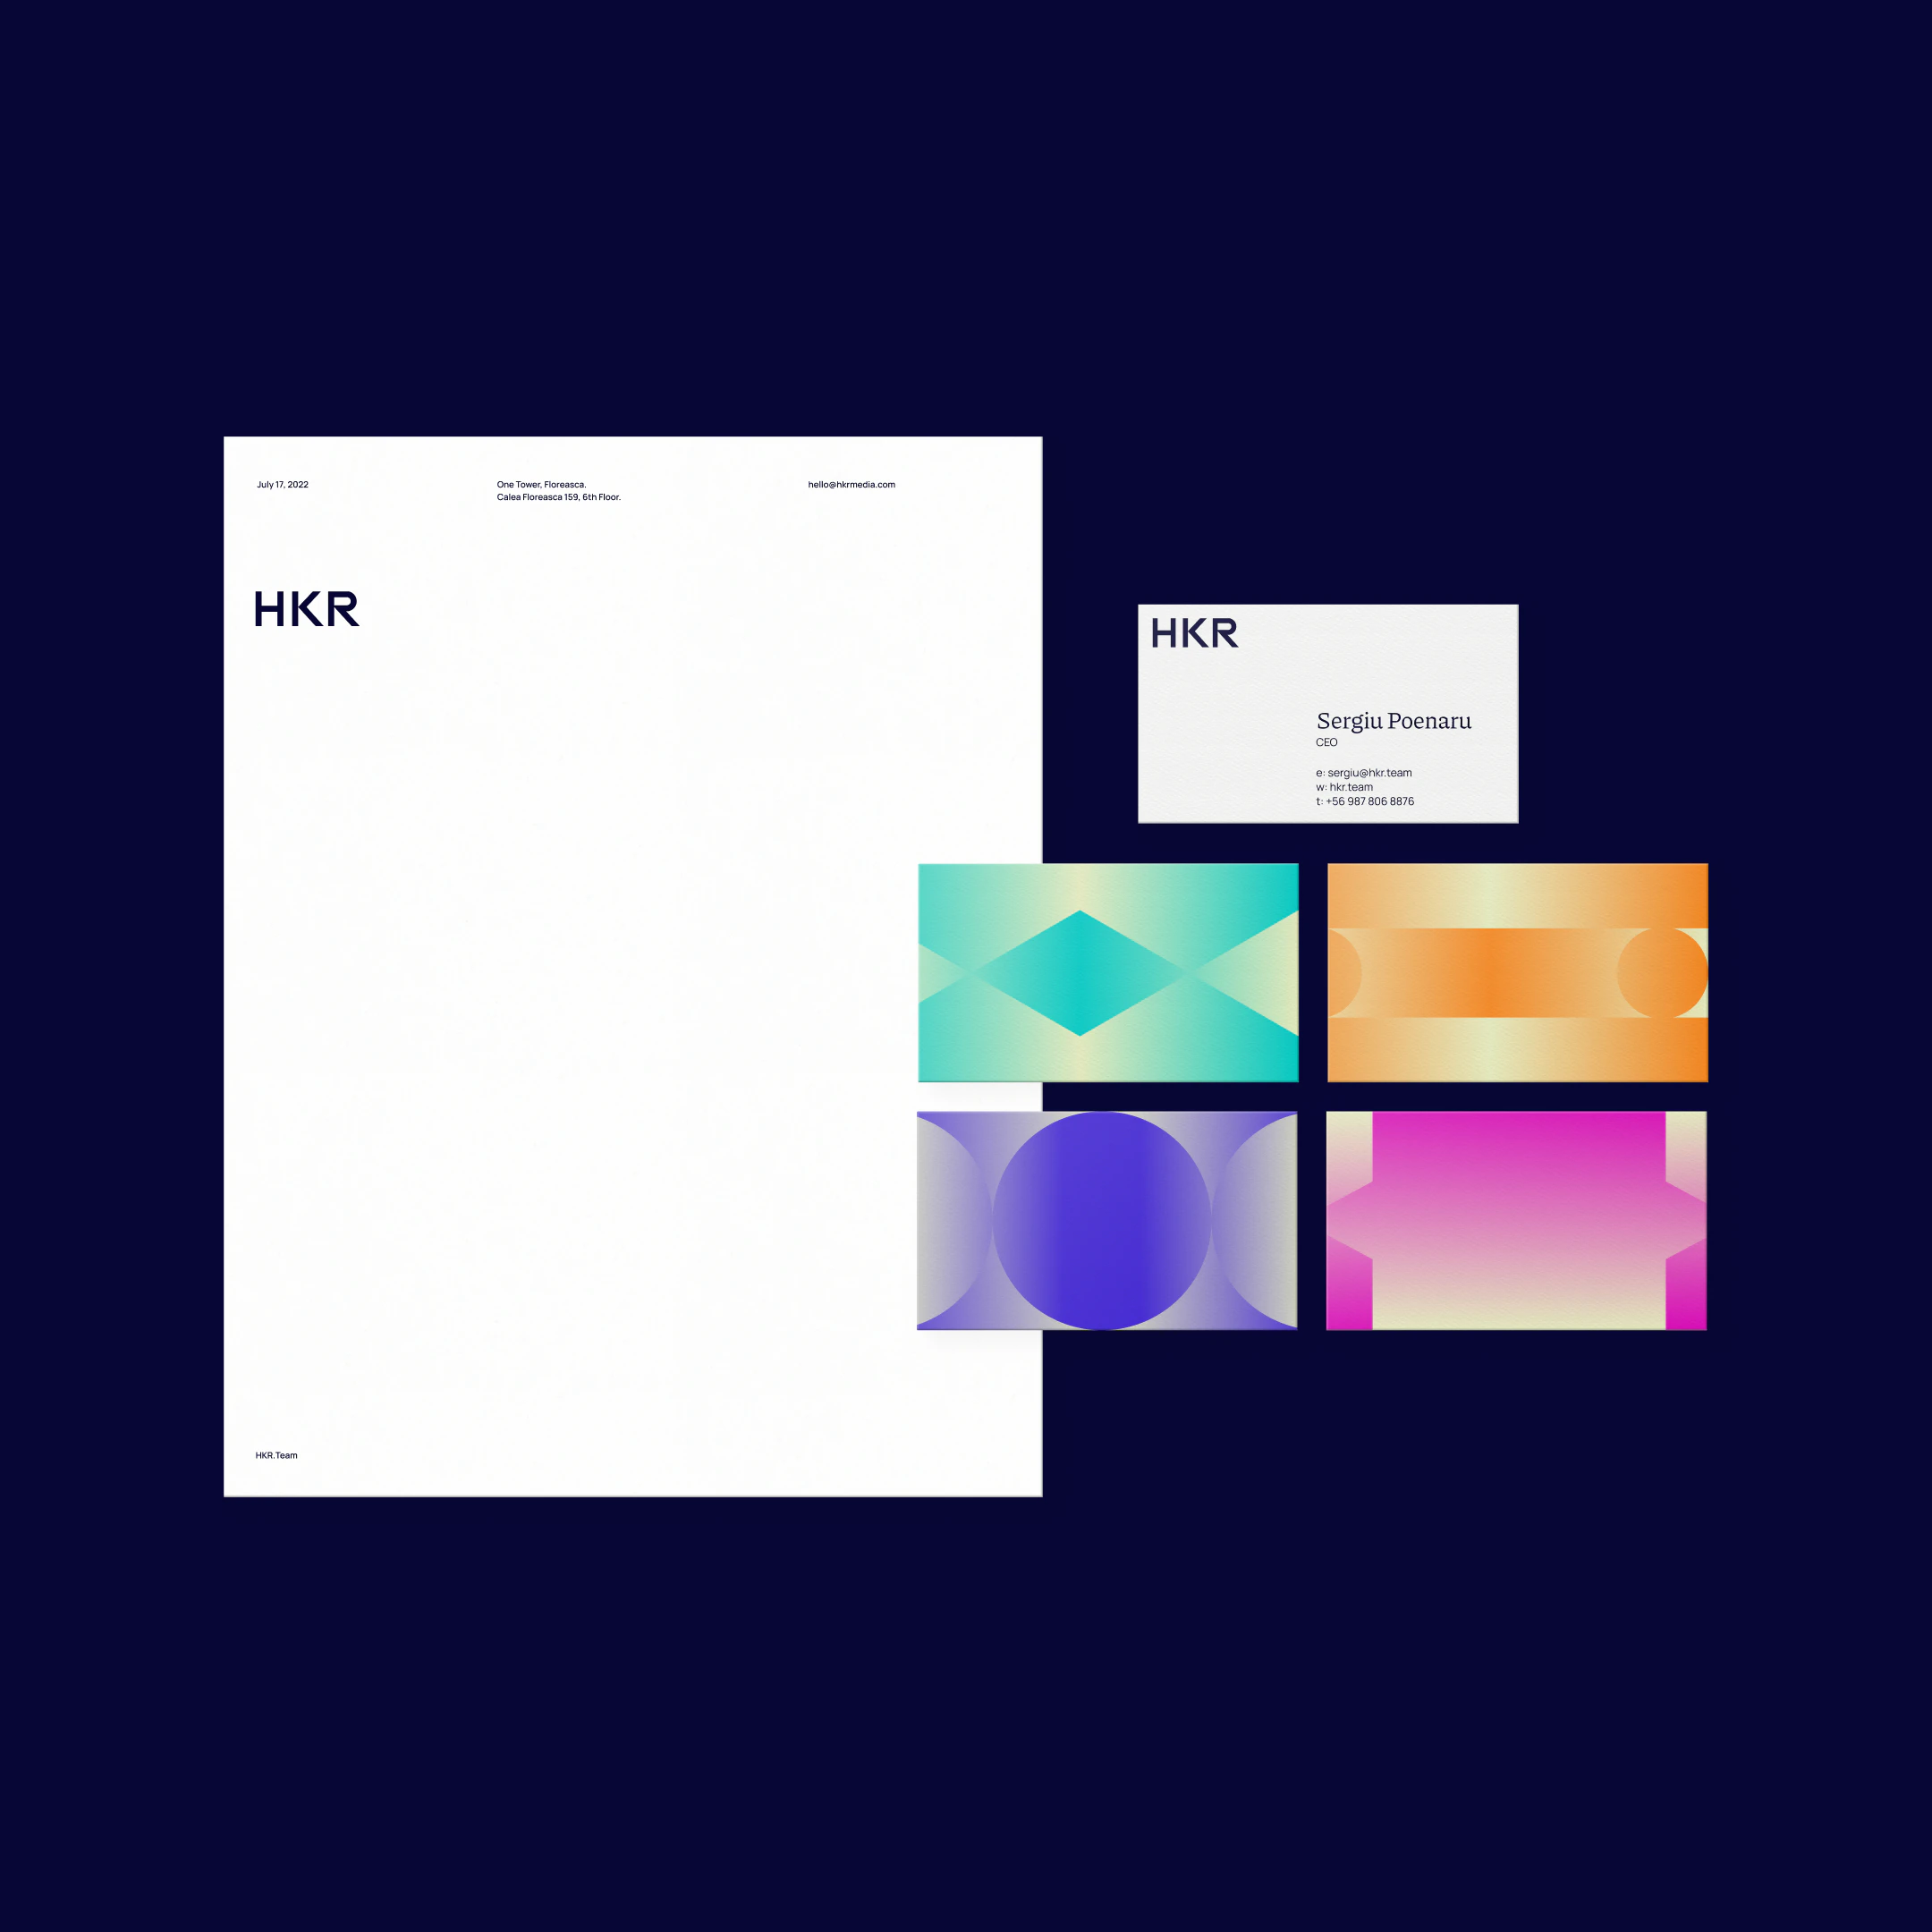 July 17, 2022
One Tower, Floreasca.
Calea Floreasca 159, 6th Floor.
hello@hkrmedia.com
HKR
HKR.Team
HKR
Sergiu Poenaru
CEO
e: sergiu@hkr.team
w: hkr.team
t: +56 987 806 8876